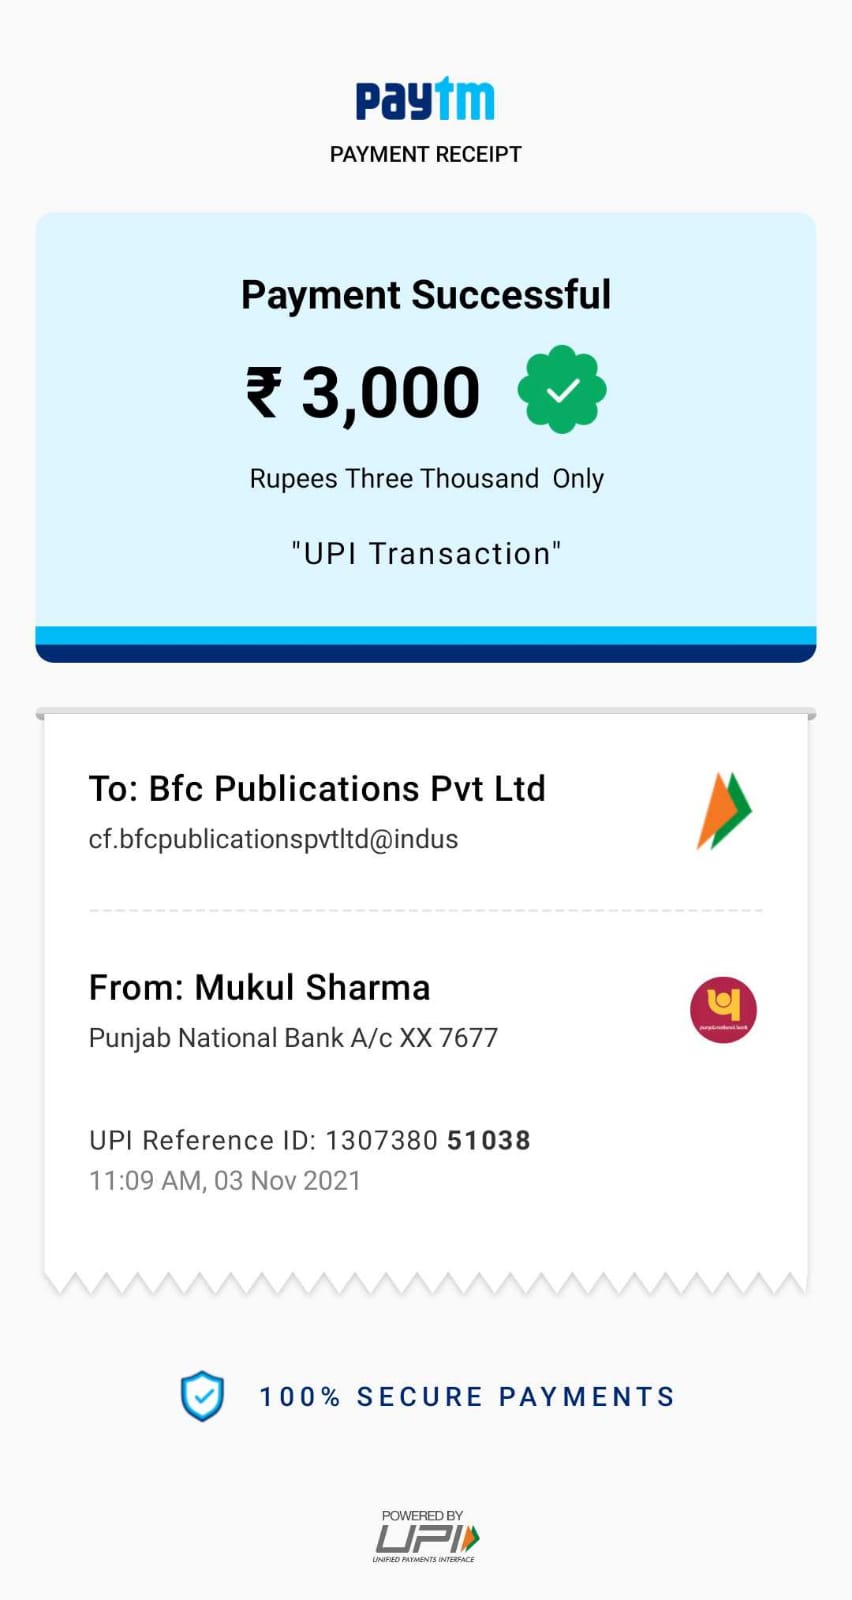 paytm
PAYMENT RECEIPT
Payment Successful
₹ 3,000
Rupees Three Thousand  Only
"UPI Transaction"
To: Bfc Publications Pvt Ltd
cf.bfcpublicationspvtltd@indus
From: Mukul Sharma
Punjab National Bank A/c XX 7677
punjab national bank
UPI Reference ID: 1307380 51038
11:09 AM, 03 Nov 2021
100% SECURE PAYMENTS
POWERED BY
UPI
UNIFIED PAYMENTS INTERFACE